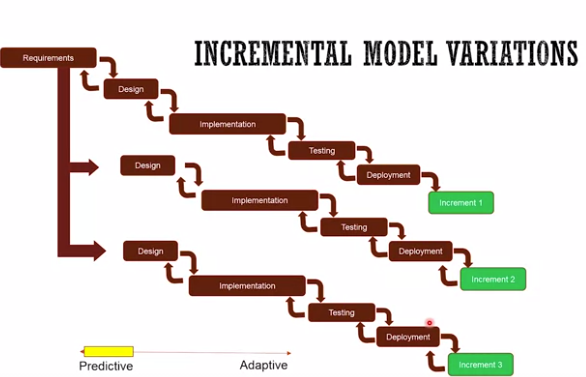 INCREMENTAL MODEL VARIATIONS
Requirements
Design
Implementation
Testing
Deployment
Increment 1
Design
Implementation
Testing
Deployment
Increment 2
Design
Implementation
Testing
Deployment
Increment 3
Predictive
Adaptive